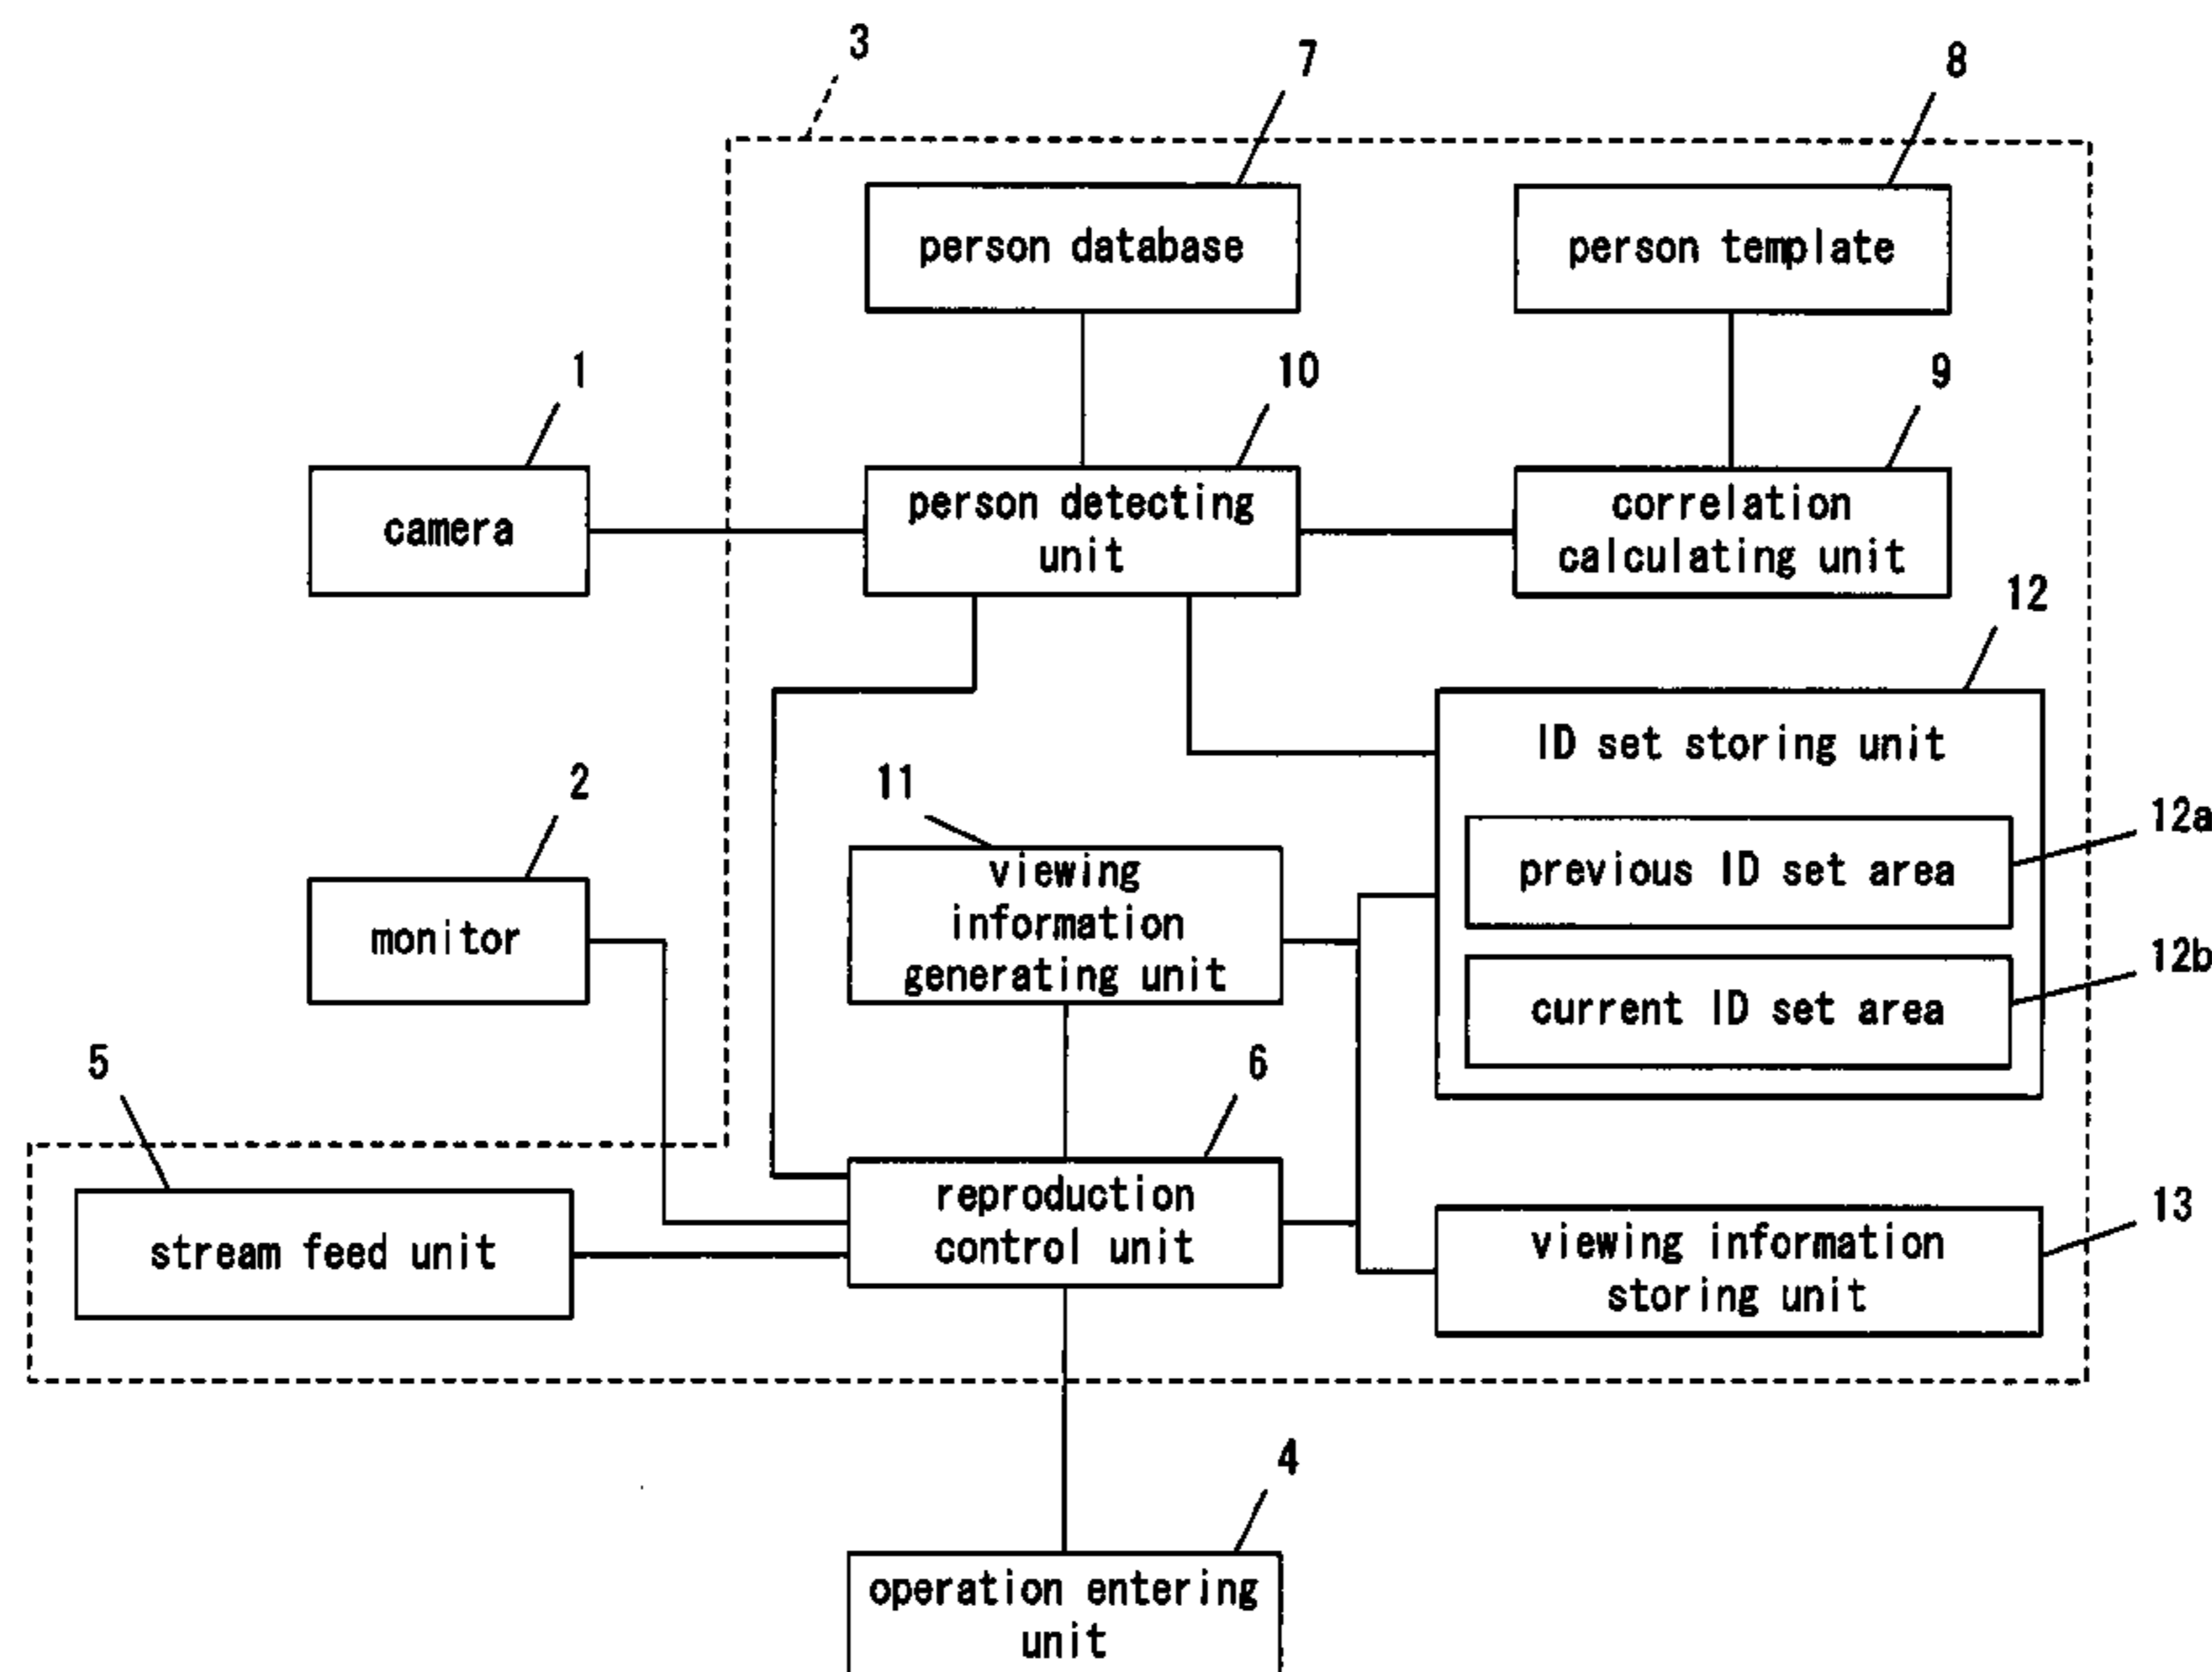 3
7
8
person database
person template
1
10
9
camera
person detecting
unit
correlation
calculating unit
12
ID set storing unit
2
11
12a
viewing
information
generating unit
previous ID set area
monitor
12b
current ID set area
5
6
13
stream feed unit
reproduction
control unit
viewing information
storing unit
4
operation entering
unit